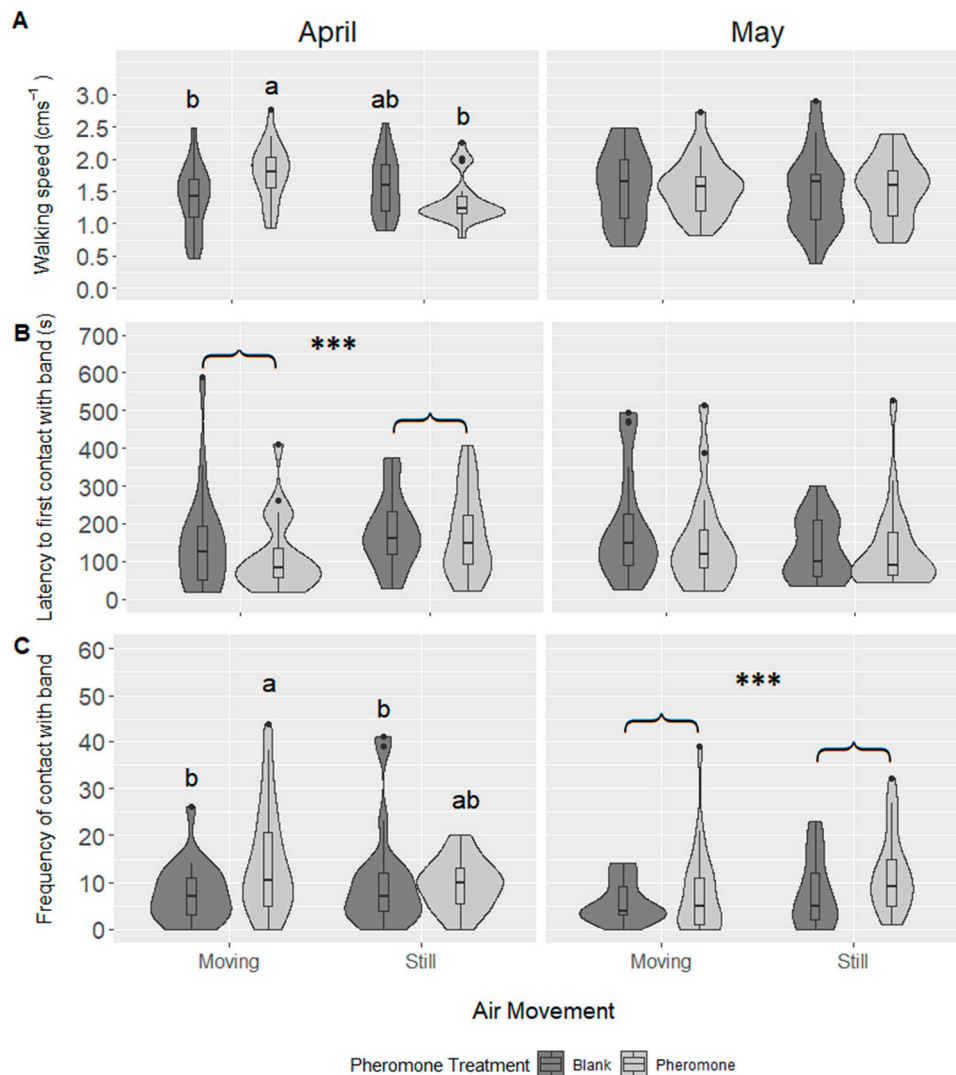 A
April
May
Walking speed (cms⁻¹)
3.0
2.5
2.0
1.5
1.0
0.5
0.0
b
a
ab
b
B
Latency to first contact with band (s)
700
600
500
400
300
200
100
0
***
C
Frequency of contact with band
60
50
40
30
20
10
0
b
a
b
ab
***
Moving
Still
Moving
Still
Air Movement
Pheromone Treatment
Blank
Pheromone